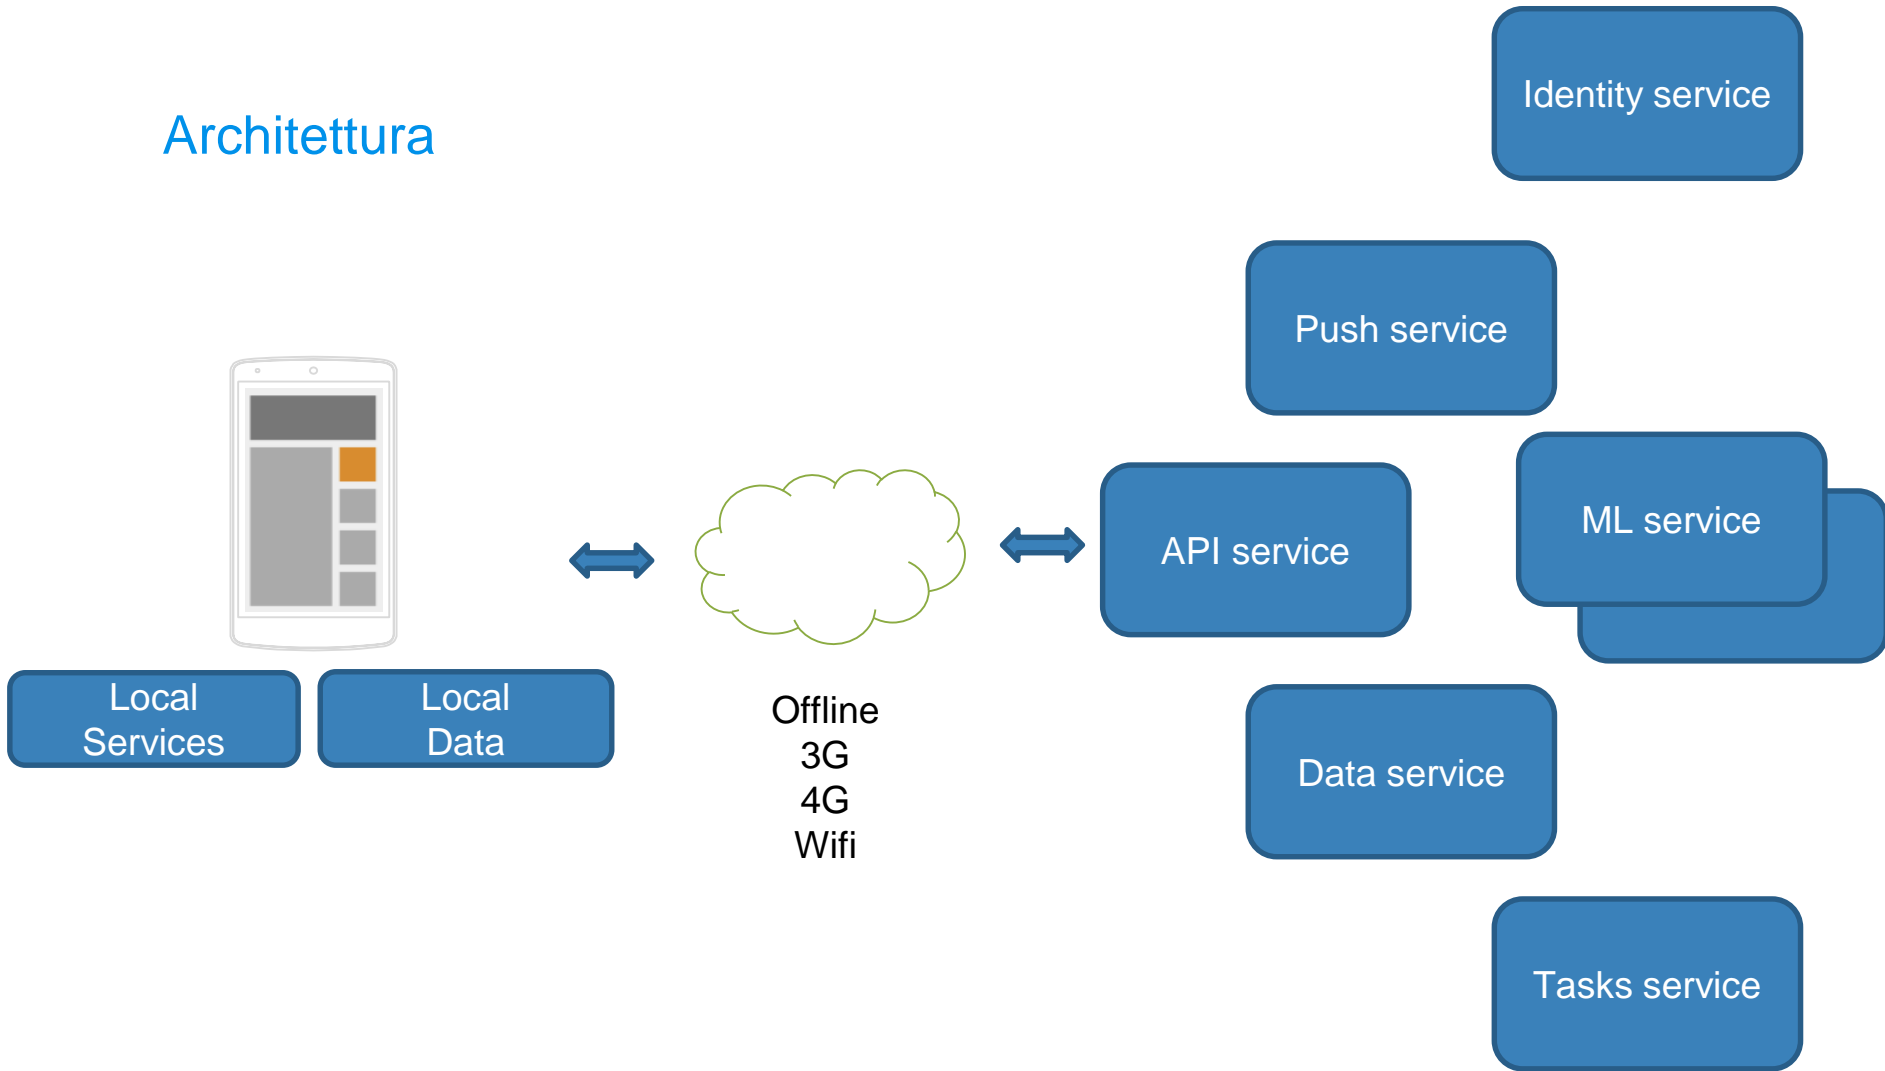 Architettura
Identity service
Push service
ML service
API service
Local
Services
Local
Data
Offline
3G
4G
Wifi
Data service
Tasks service